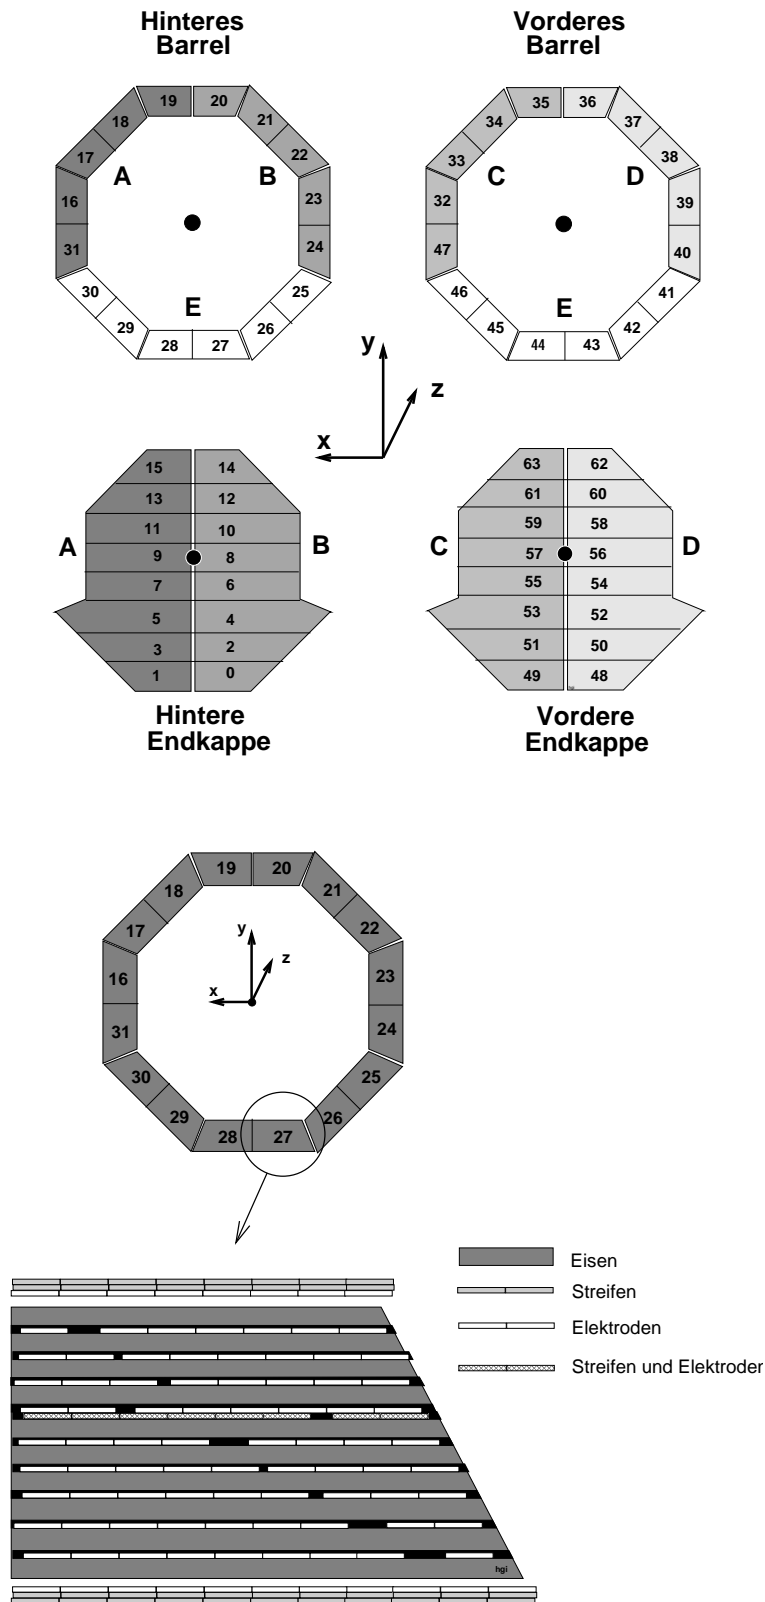 Hinteres
Barrel
Vorderes
Barrel
19 20
18 21
17 22
A B
16 23
31 24
30 25
E
29 26
28 27
35 36
34 37
33 38
C D
32 39
47 40
46 41
E
45 42
44 43
y
z
x
15 14
13 12
11 10
A 9 8 B
7 6
5 4
3 2
1 0
63 62
61 60
59 58
C 57 56 D
55 54
53 52
51 50
49 48
Hintere
Endkappe
Vordere
Endkappe
19 20
18 21
17 22
y
z
x
16 23
31 24
30 25
29 26
28 27
Eisen
Streifen
Elektroden
Streifen und Elektroden
hgi